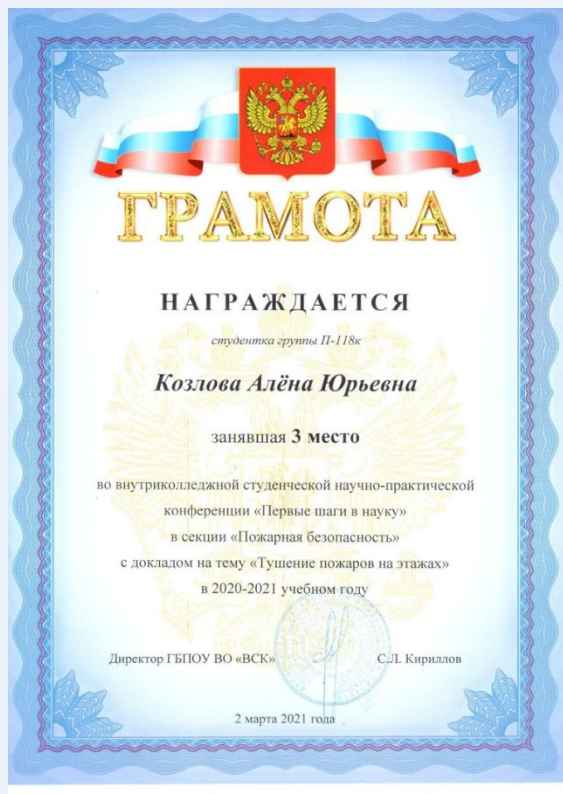 ГРАМОТА
НАГРАЖДАЕТСЯ
студентка группы П-118к
Козлова Алёна Юрьевна
занявшая 3 место
во внутриколледжной студенческой научно-практической
конференции «Первые шаги в науку»
в секции «Пожарная безопасность»
с докладом на тему «Тушение пожаров на этажах»
в 2020-2021 учебном году
Директор ГБПОУ ВО «ВСК» С.Л. Кириллов
2 марта 2021 года